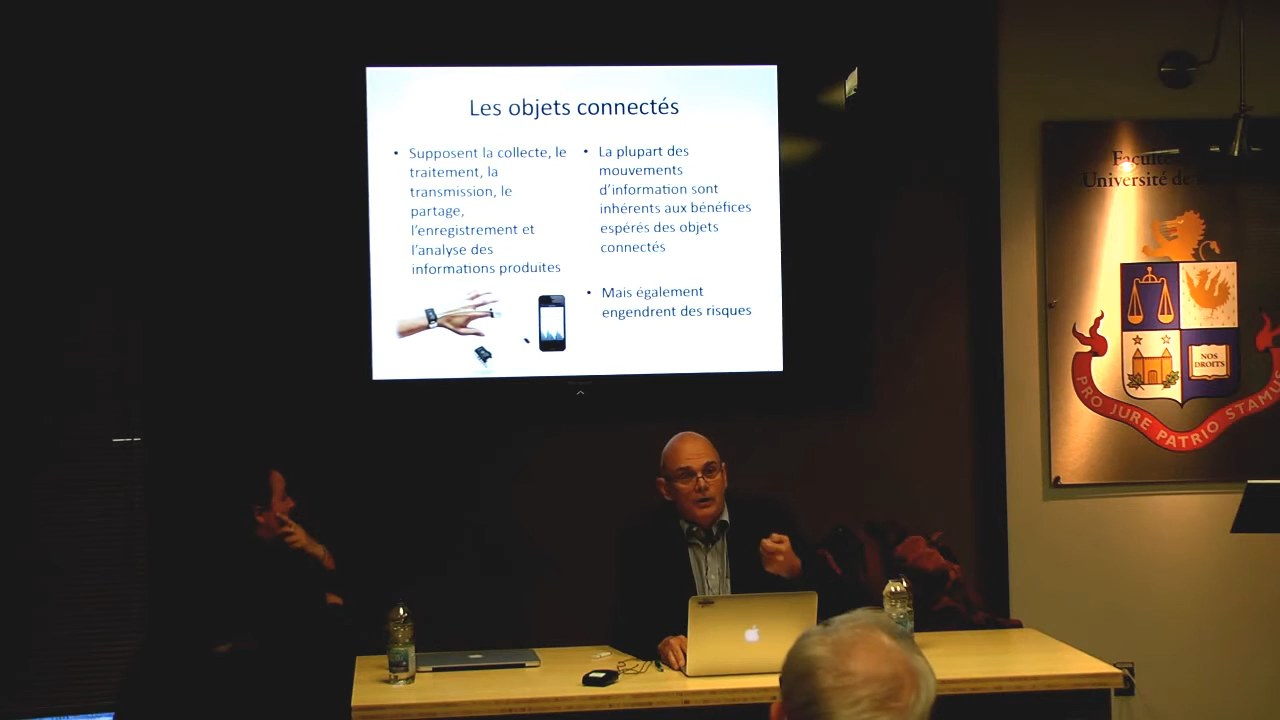 Les objets connectés
• Supposent la collecte, le
traitement, la
transmission, le
partage,
l'enregistrement et
l'analyse des
informations produites
• La plupart des
mouvements
d'information sont
inhérents aux bénéfices
espérés des objets
connectés
• Mais également
engendrent des risques
Université de
NOS
DROITS
PRO JURE PATRIO STAMUS